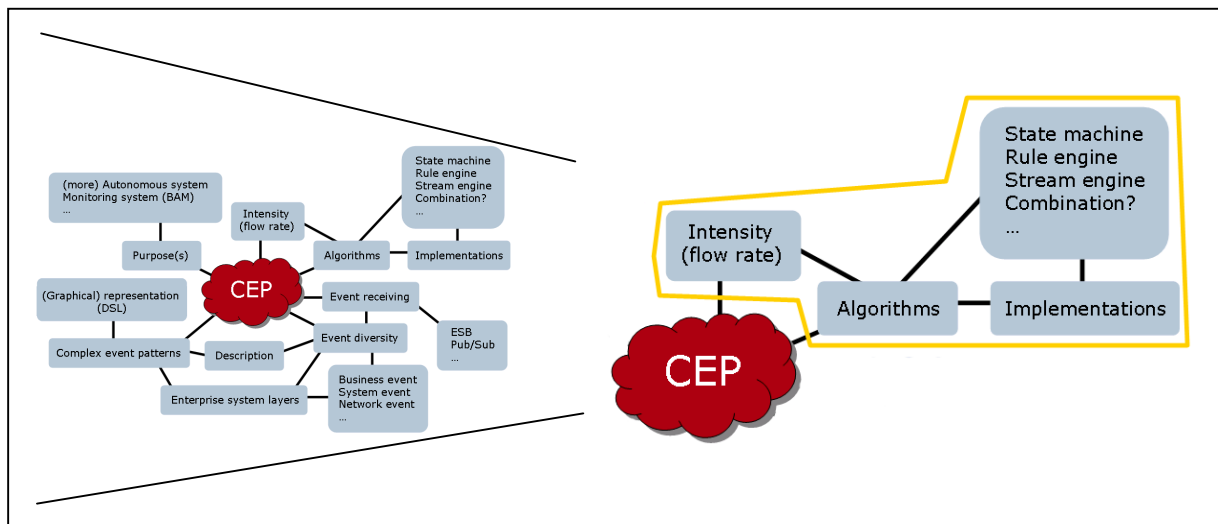 (more) Autonomous system
Monitoring system (BAM)
...
Purpose(s)
Intensity
(flow rate)
State machine
Rule engine
Stream engine
Combination?
...
Algorithms
Implementations
CEP
(Graphical) representation
(DSL)
Event receiving
ESB
Pub/Sub
...
Complex event patterns
Description
Event diversity
Enterprise system layers
Business event
System event
Network event
...
State machine
Rule engine
Stream engine
Combination?
...
Intensity
(flow rate)
Algorithms
Implementations
CEP